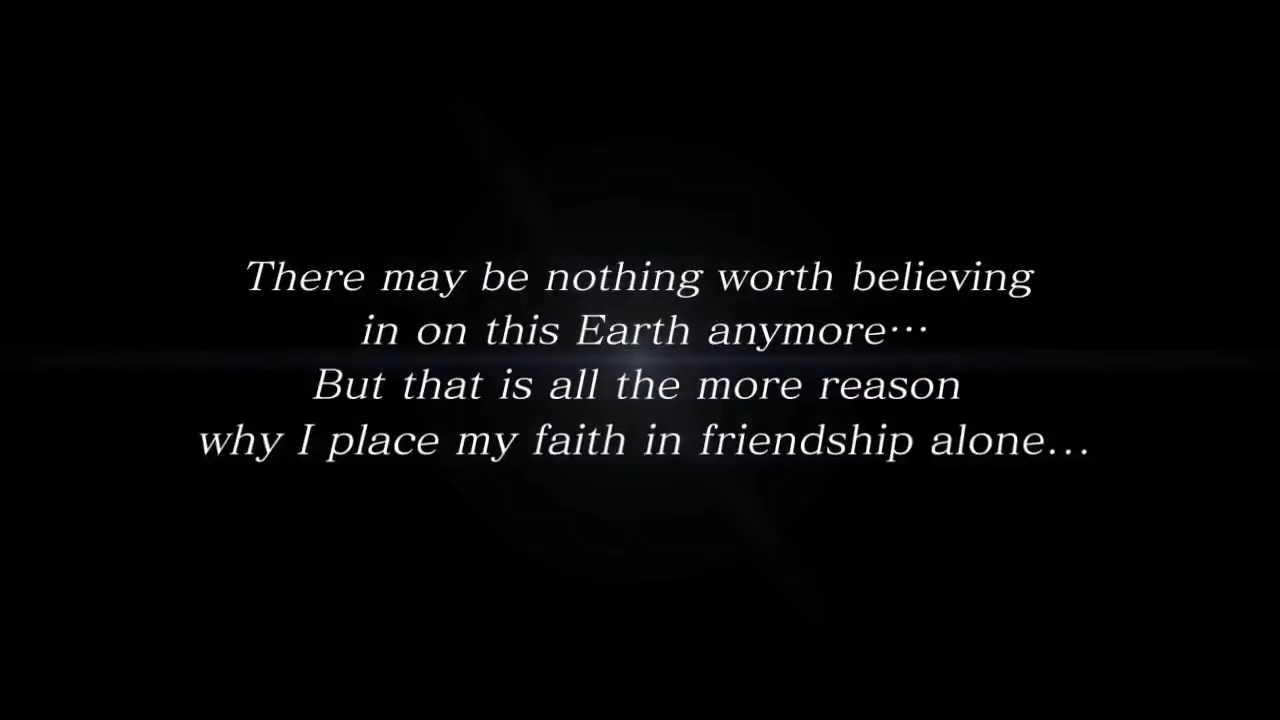 There may be nothing worth believing
in on this Earth anymore…
But that is all the more reason
why I place my faith in friendship alone...